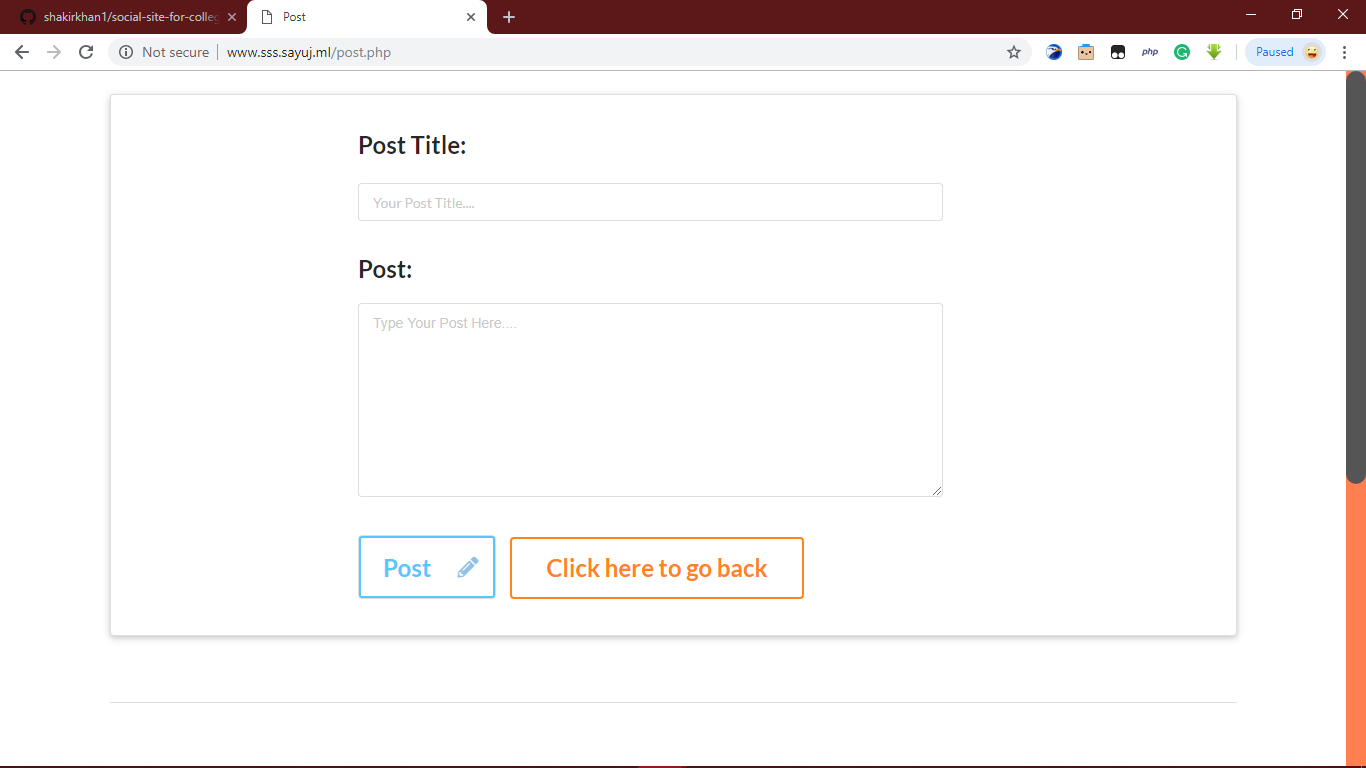 shakirkhan1/social-site-for-colleg
Post
Not secure
www.sss.sayuj.ml/post.php
php
Paused
Post Title:
Your Post Title....
Post:
Type Your Post Here....
Post
Click here to go back